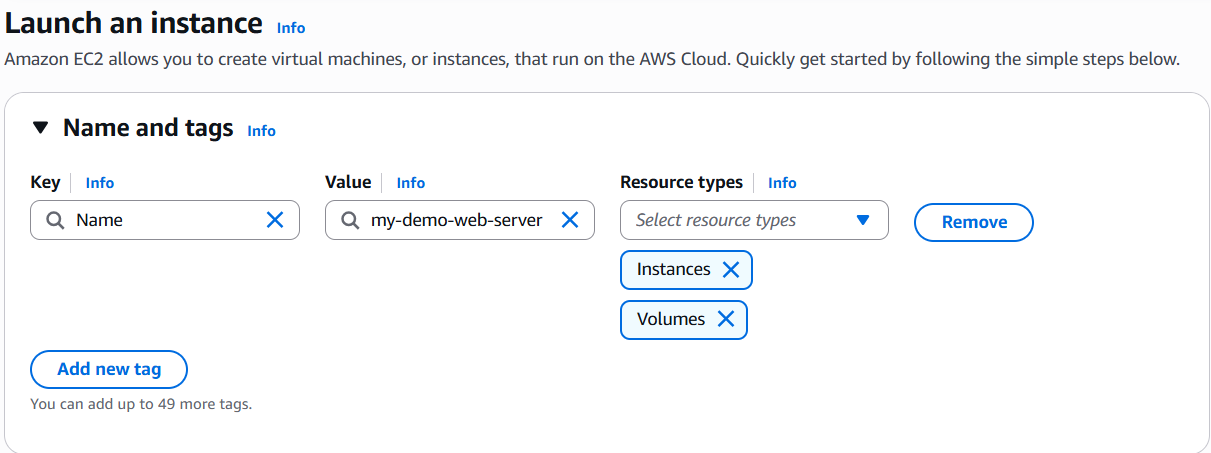 Launch an instance Info
Amazon EC2 allows you to create virtual machines, or instances, that run on the AWS Cloud. Quickly get started by following the simple steps below.
Name and tags Info
Key Info Value Info Resource types Info
Name my-demo-web-server Select resource types Remove
Instances
Volumes
Add new tag
You can add up to 49 more tags.